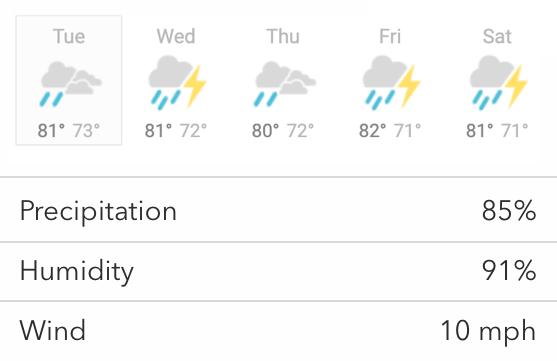 Tue Wed Thu Fri Sat
81° 73° 81° 72° 80° 72° 82° 71° 81° 71°
Precipitation 85%
Humidity 91%
Wind 10 mph